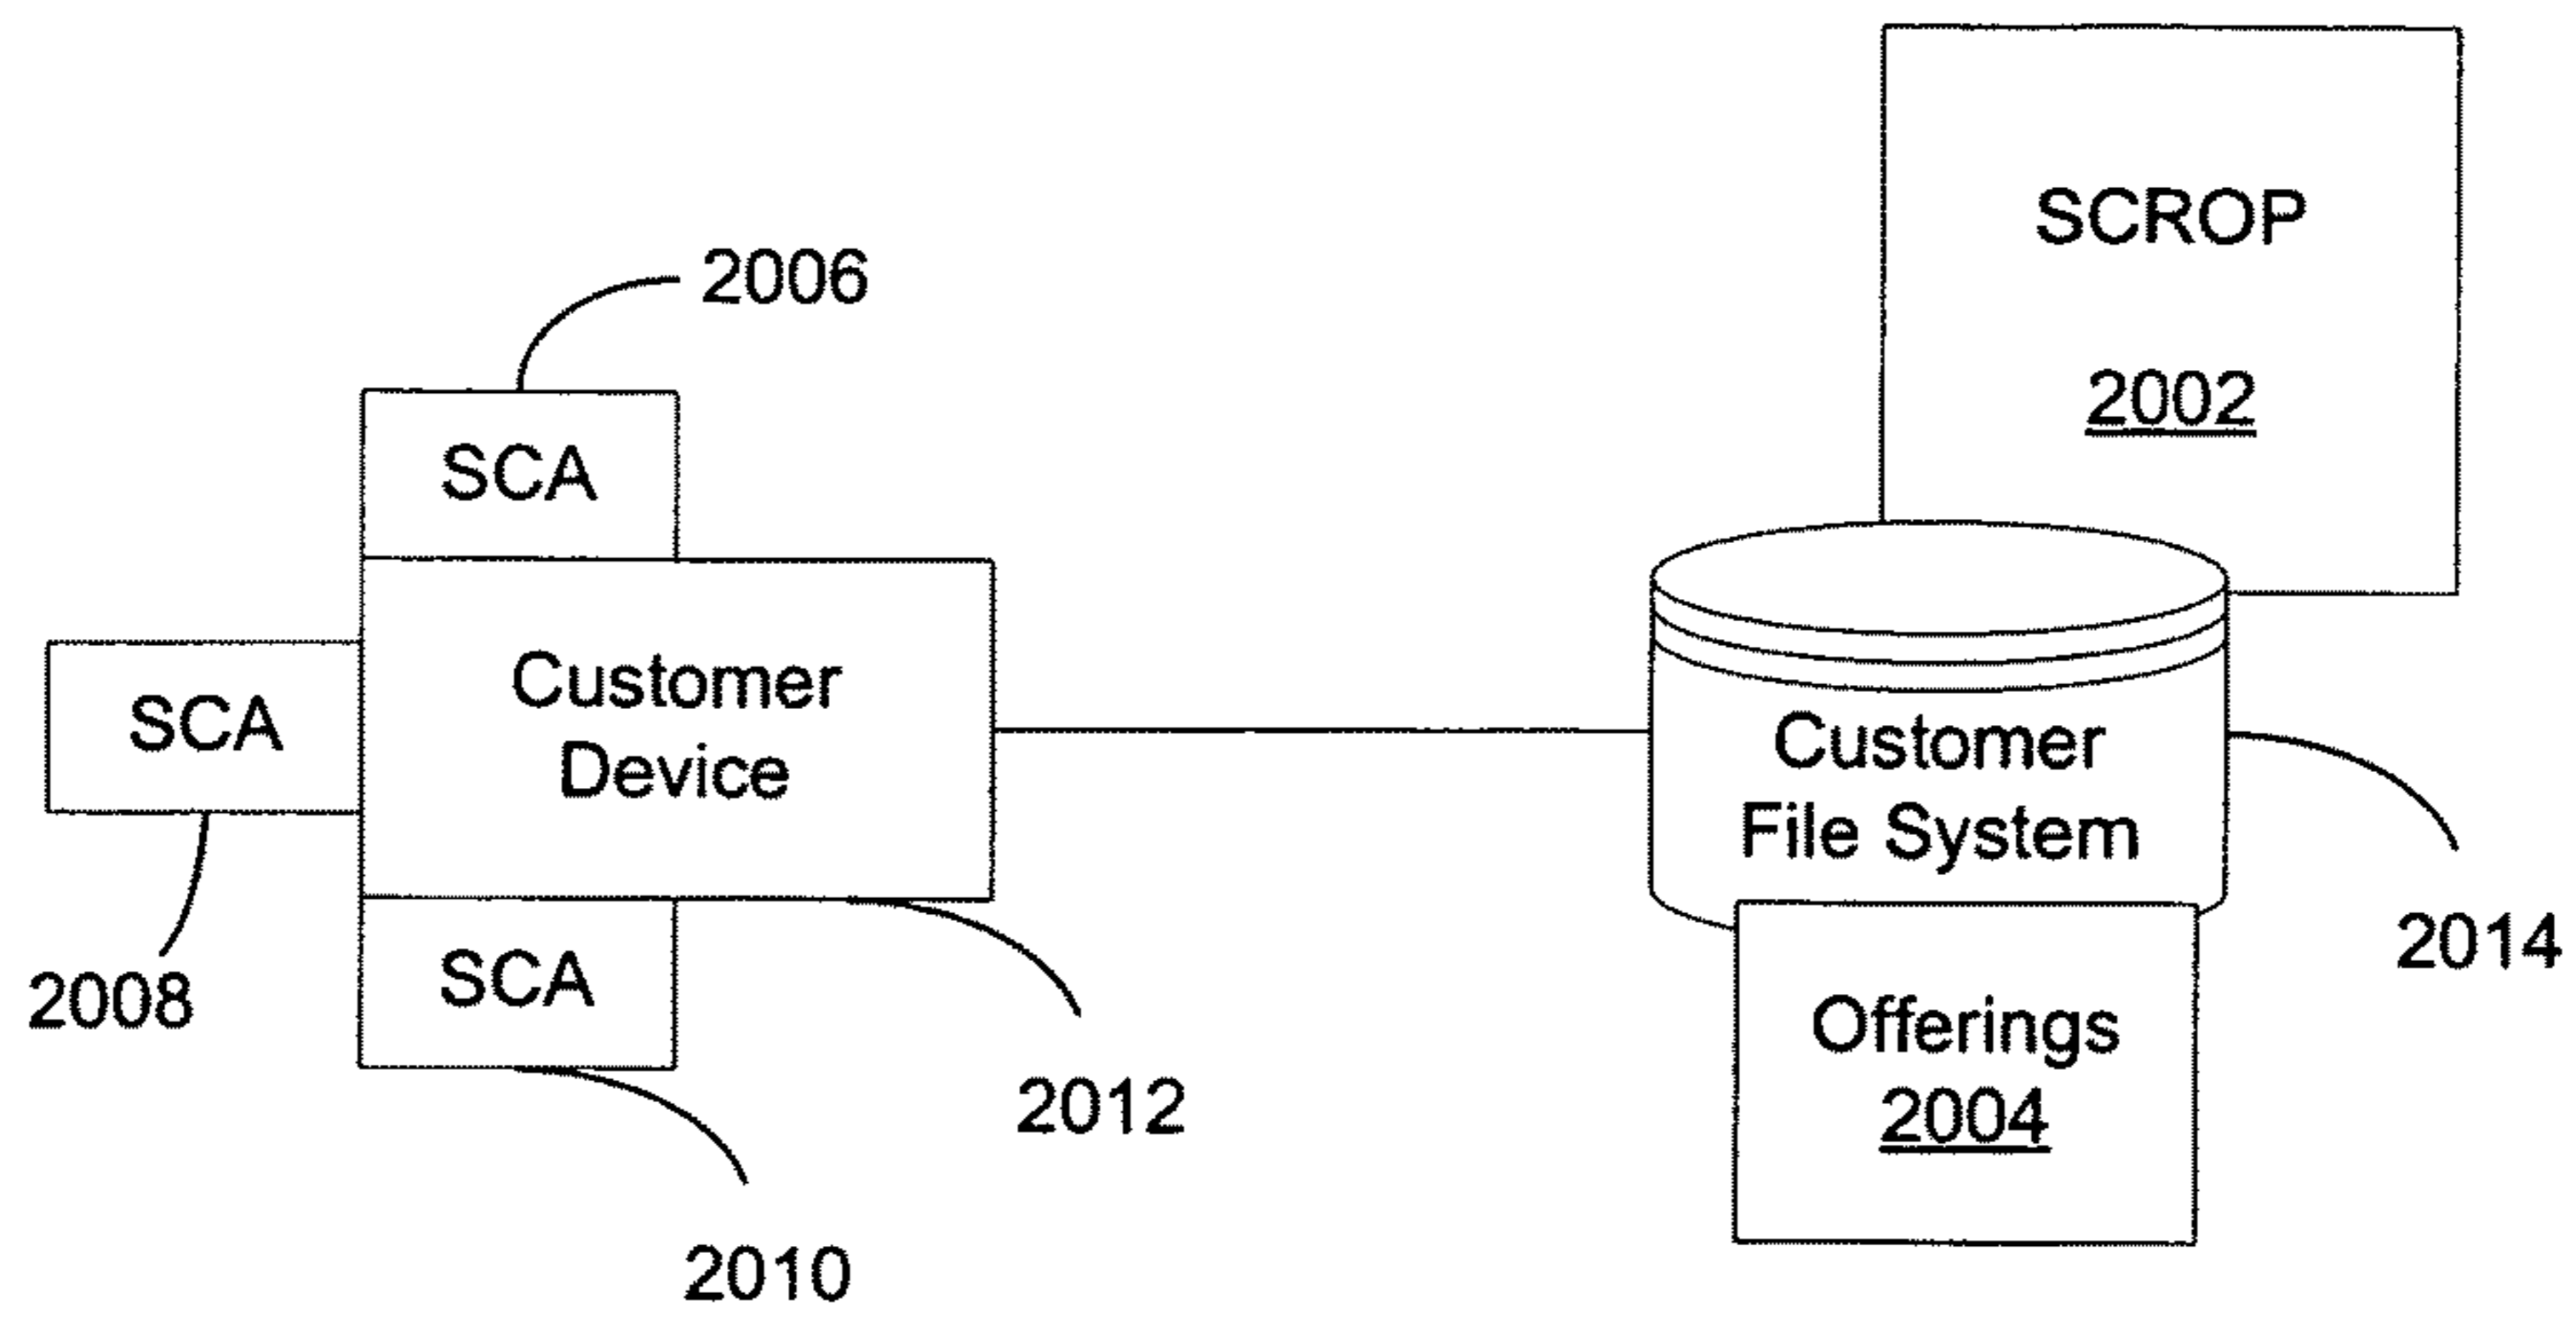 SCROP
2002
2006
SCA
Customer
Device
SCA
2008
SCA
2010
2012
Customer
File System
2014
Offerings
2004